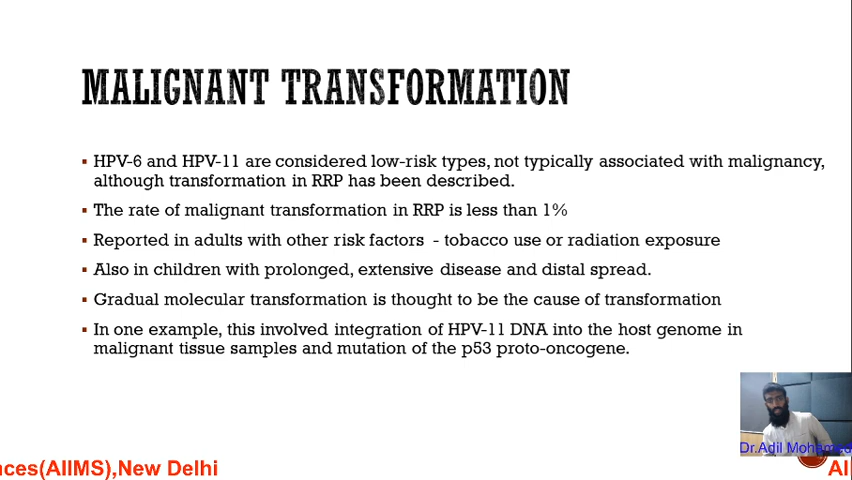 MALIGNANT TRANSFORMATION
▪ HPV-6 and HPV-11 are considered low-risk types, not typically associated with malignancy,
although transformation in RRP has been described.
▪ The rate of malignant transformation in RRP is less than 1%
▪ Reported in adults with other risk factors - tobacco use or radiation exposure
▪ Also in children with prolonged, extensive disease and distal spread.
▪ Gradual molecular transformation is thought to be the cause of transformation
▪ In one example, this involved integration of HPV-11 DNA into the host genome in
malignant tissue samples and mutation of the p53 proto-oncogene.
Dr.Adil Mohamed
nces(AIIMS),New Delhi
Al